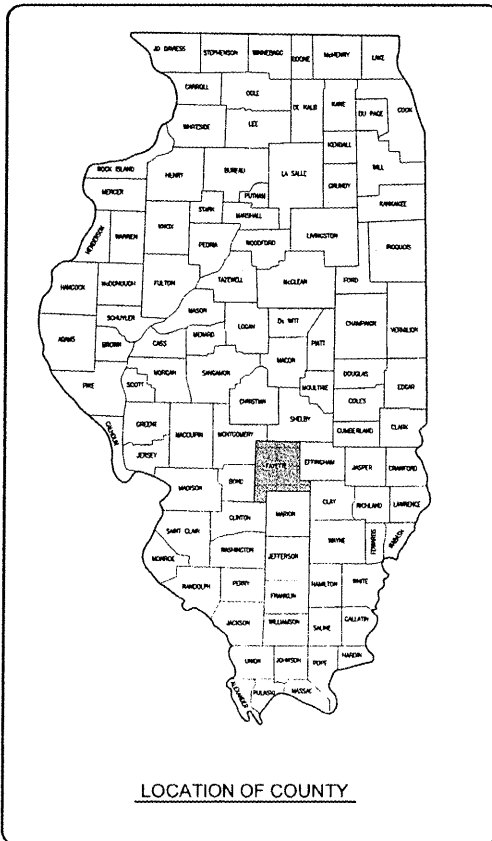 JO DAVIESS STEPHENSON WINNEBAGO BOONE McHENRY LAKE
CARROLL OGLE DE KALB KANE DU PAGE COOK
WHITESIDE LEE
KENDALL
ROCK ISLAND HENRY BUREAU LA SALLE GRUNDY WILL
MERCER PUTNAM KANKAKEE
STARK MARSHALL
HENDERSON WARREN KNOX PEORIA WOODFORD LIVINGSTON IROQUOIS
HANCOCK McDONOUGH FULTON TAZEWELL McCLEAN FORD
SCHUYLER MASON CHAMPAIGN VERMILION
ADAMS BROWN CASS MENARD LOGAN DE WITT PIATT
MACON
PIKE SCOTT MORGAN SANGAMON MOULTRIE DOUGLAS EDGAR
COLES
CHRISTIAN
CALHOUN GREENE MACOUPIN MONTGOMERY SHELBY CUMBERLAND CLARK
JERSEY
FAYETTE EFFINGHAM JASPER CRAWFORD
MADISON BOND
CLAY RICHLAND LAWRENCE
CLINTON MARION
SAINT CLAIR WAYNE EDWARDS WABASH
WASHINGTON JEFFERSON
MONROE
RANDOLPH PERRY HAMILTON WHITE
FRANKLIN
JACKSON WILLIAMSON SALINE GALLATIN
UNION JOHNSON POPE HARDIN
ALEXANDER PULASKI MASSAC
LOCATION OF COUNTY